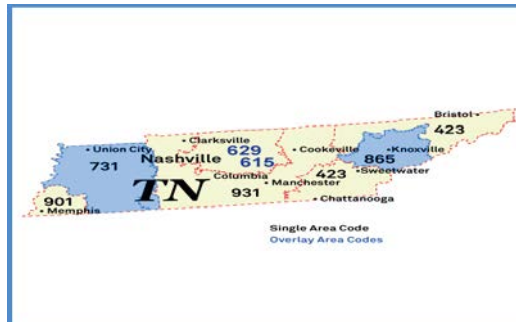 Bristol
423
Clarksville
Union City
629
Cookeville
Knoxville
Nashville
615
731
865
Columbia
423
Sweetwater
Manchester
TN
931
901
Chattanooga
Memphis
Single Area Code
Overlay Area Codes